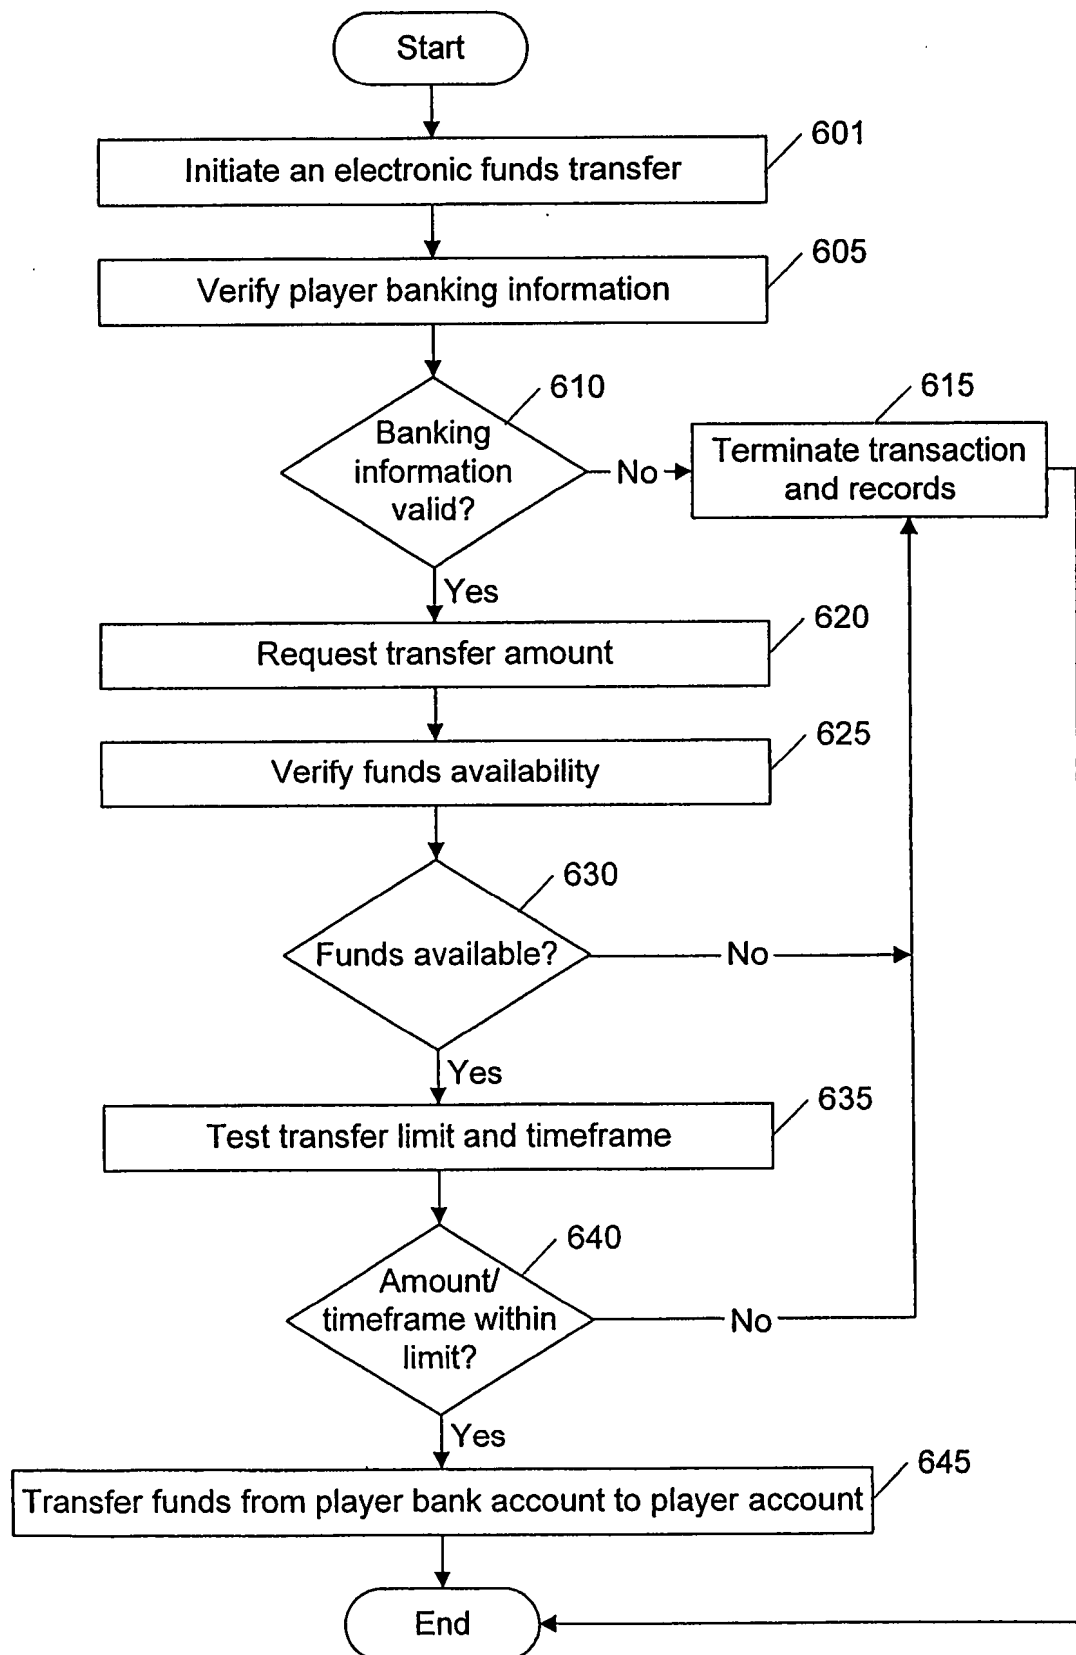 Start
601
Initiate an electronic funds transfer
605
Verify player banking information
610
Banking
information
valid?
No
615
Terminate transaction
and records
Yes
620
Request transfer amount
625
Verify funds availability
630
Funds available?
No
Yes
635
Test transfer limit and timeframe
640
Amount/
timeframe within
limit?
No
Yes
645
Transfer funds from player bank account to player account
End